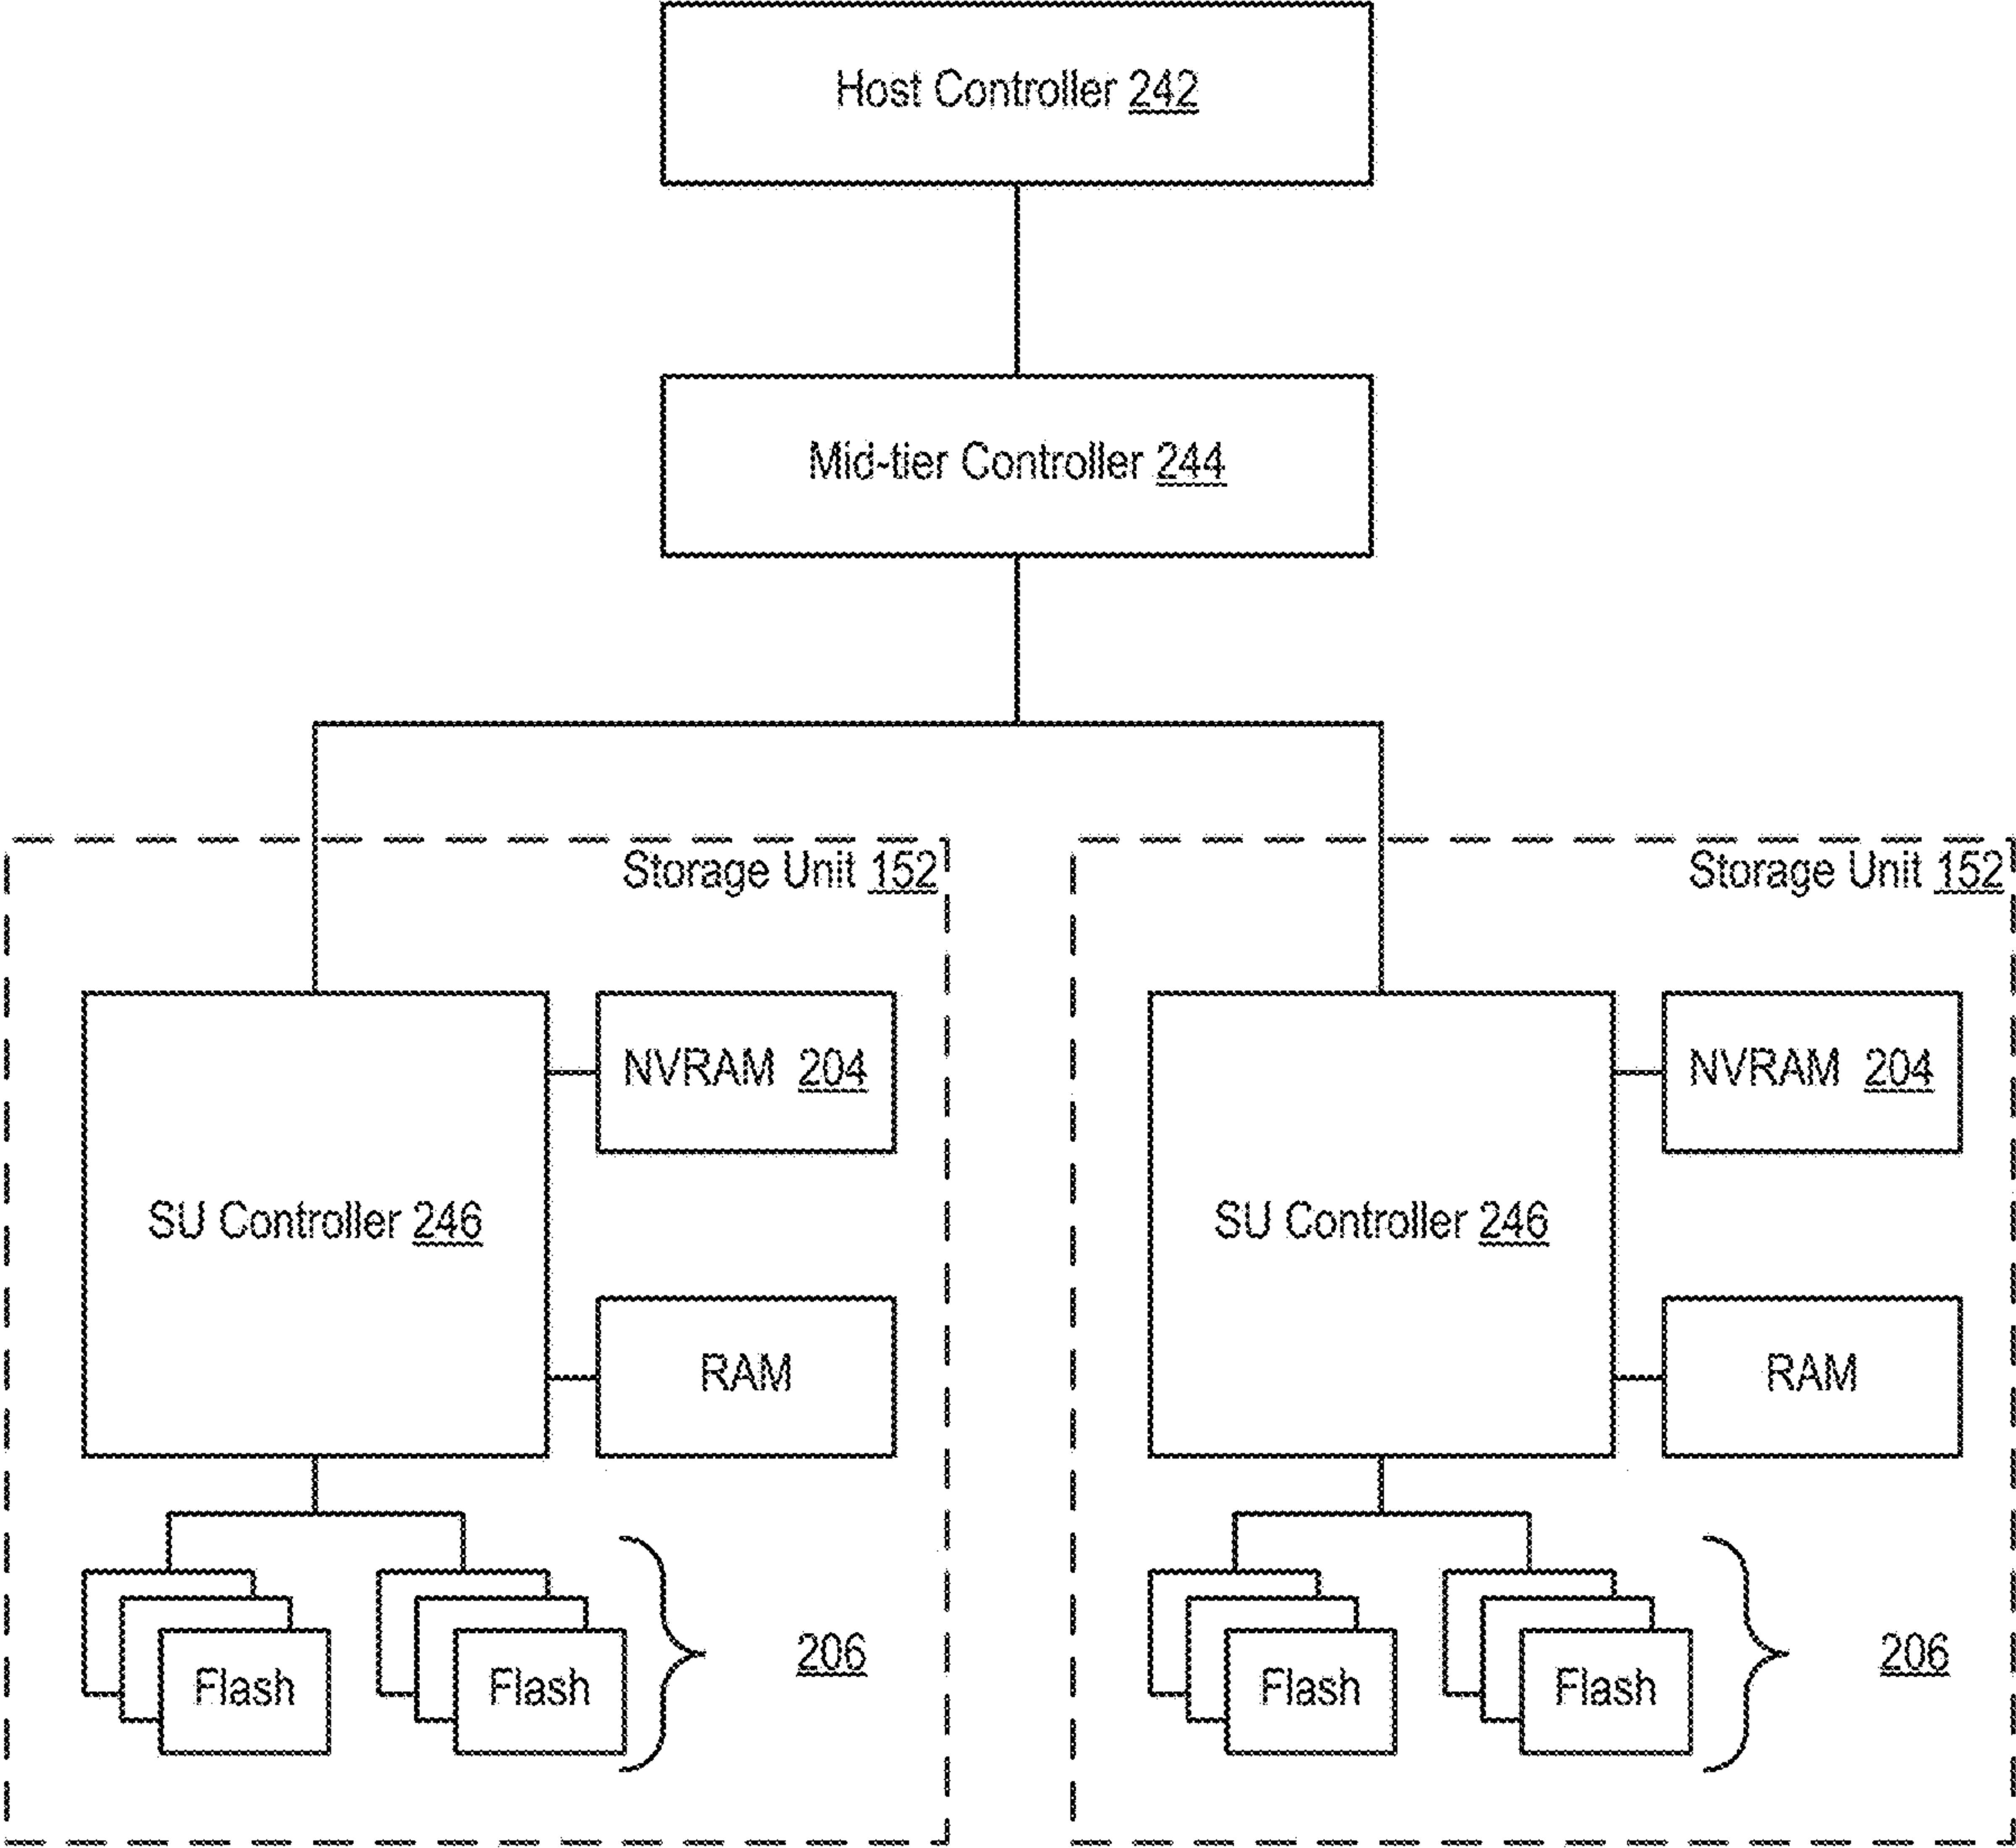 Host Controller 242
Mid-tier Controller 244
Storage Unit 152
Storage Unit 152
NVRAM 204
NVRAM 204
SU Controller 246
SU Controller 246
RAM
RAM
206
206
Flash
Flash
Flash
Flash